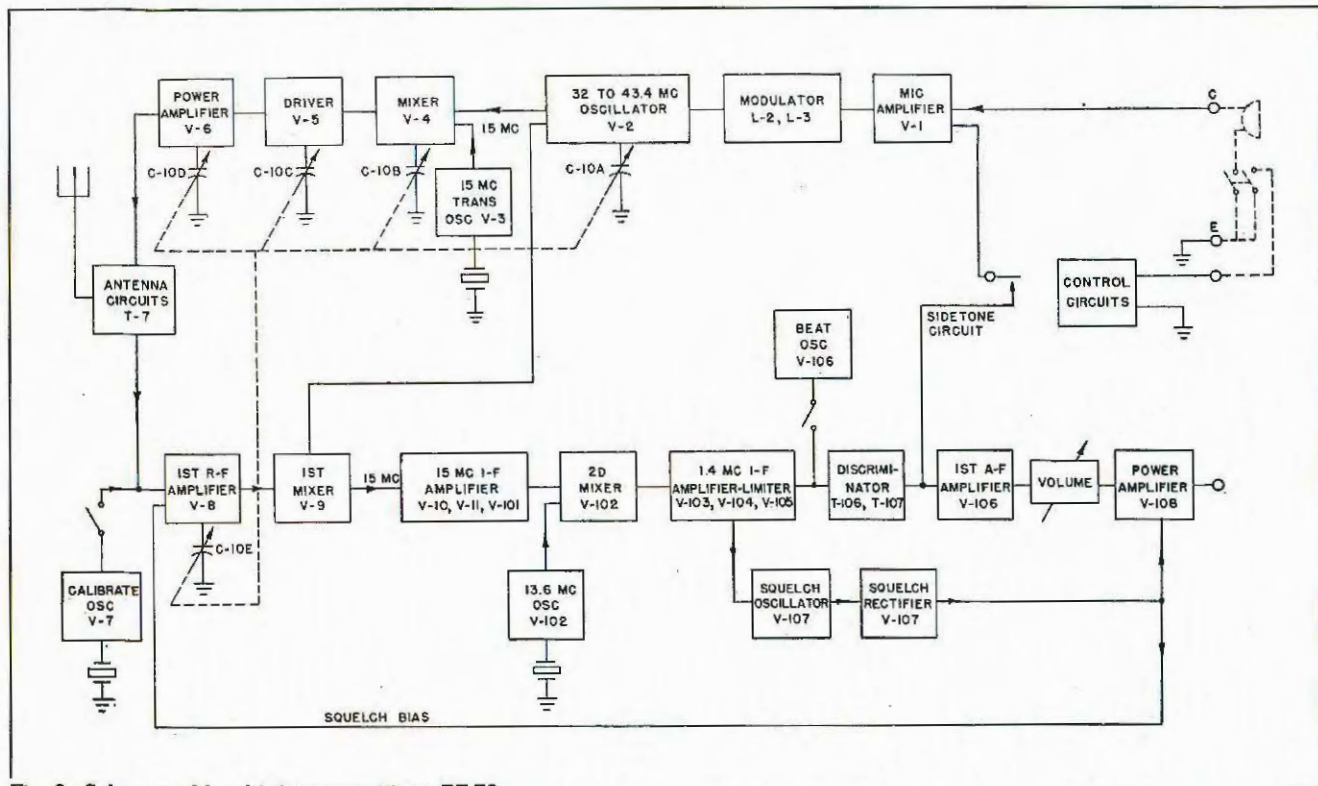 POWER
AMPLIFIER
V-6
DRIVER
V-5
MIXER
V-4
15 MC
32 TO 43.4 MC
OSCILLATOR
V-2
MODULATOR
L-2, L-3
MIC
AMPLIFIER
V-1
C
C-10D
C-10C
C-10B
15 MC
TRANS
OSC V-3
C-10A
E
ANTENNA
CIRCUITS
T-7
CONTROL
CIRCUITS
SIDETONE
CIRCUIT
BEAT
OSC
V-106
1ST R-F
AMPLIFIER
V-8
1ST
MIXER
V-9
15 MC
15 MC I-F
AMPLIFIER
V-10, V-11, V-101
2D
MIXER
V-102
1.4 MC I-F
AMPLIFIER-LIMITER
V-103, V-104, V-105
DISCRIMI-
NATOR
T-106, T-107
1ST A-F
AMPLIFIER
V-106
VOLUME
POWER
AMPLIFIER
V-108
C-10E
CALIBRATE
OSC
V-7
13.6 MC
OSC
V-102
SQUELCH
OSCILLATOR
V-107
SQUELCH
RECTIFIER
V-107
SQUELCH BIAS